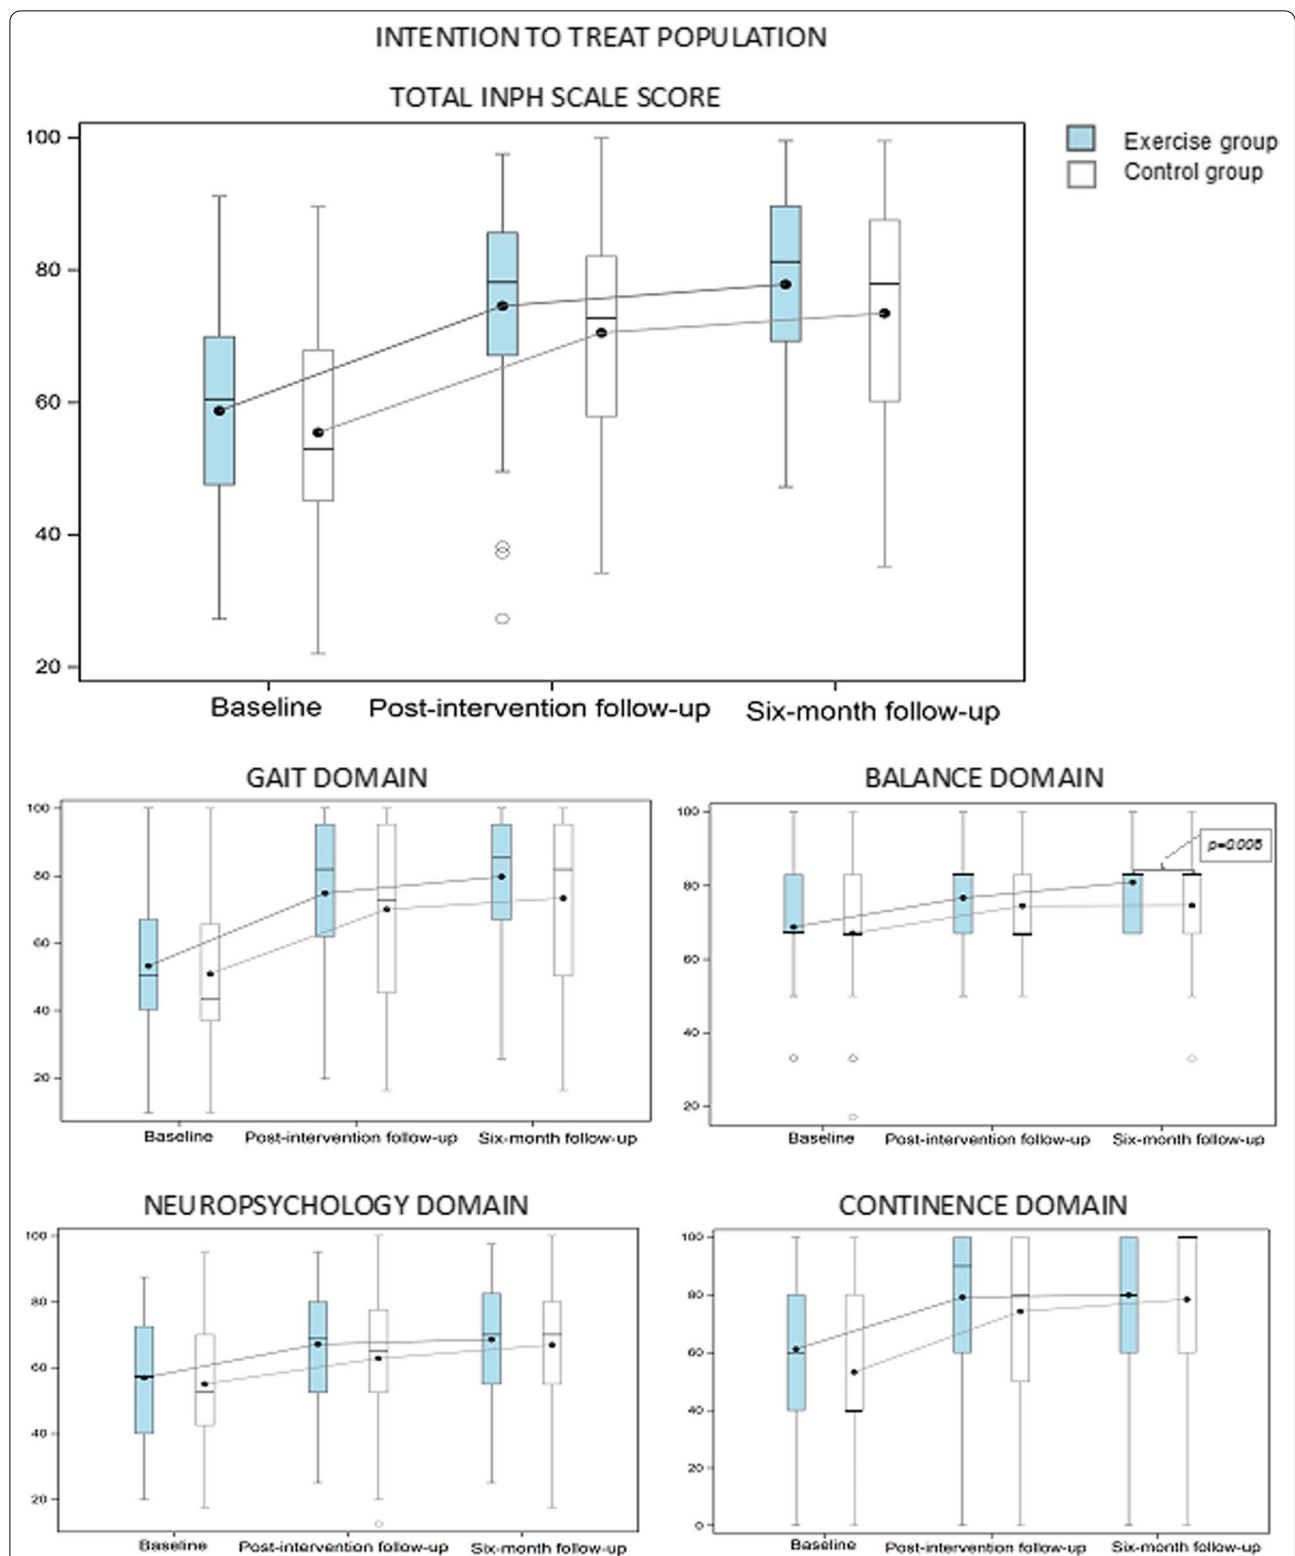 INTENTION TO TREAT POPULATION
TOTAL INPH SCALE SCORE
Exercise group
Control group
100
80
60
40
20
Baseline Post-intervention follow-up Six-month follow-up
GAIT DOMAIN
100
80
60
40
20
Baseline Post-intervention follow-up Six-month follow-up
BALANCE DOMAIN
100
80
60
40
20
p=0.006
Baseline Post-intervention follow-up Six-month follow-up
NEUROPSYCHOLOGY DOMAIN
100
80
60
40
20
Baseline Post-intervention follow-up Six-month follow-up
CONTINENCE DOMAIN
100
80
60
40
20
0
Baseline Post-intervention follow-up Six-month follow-up